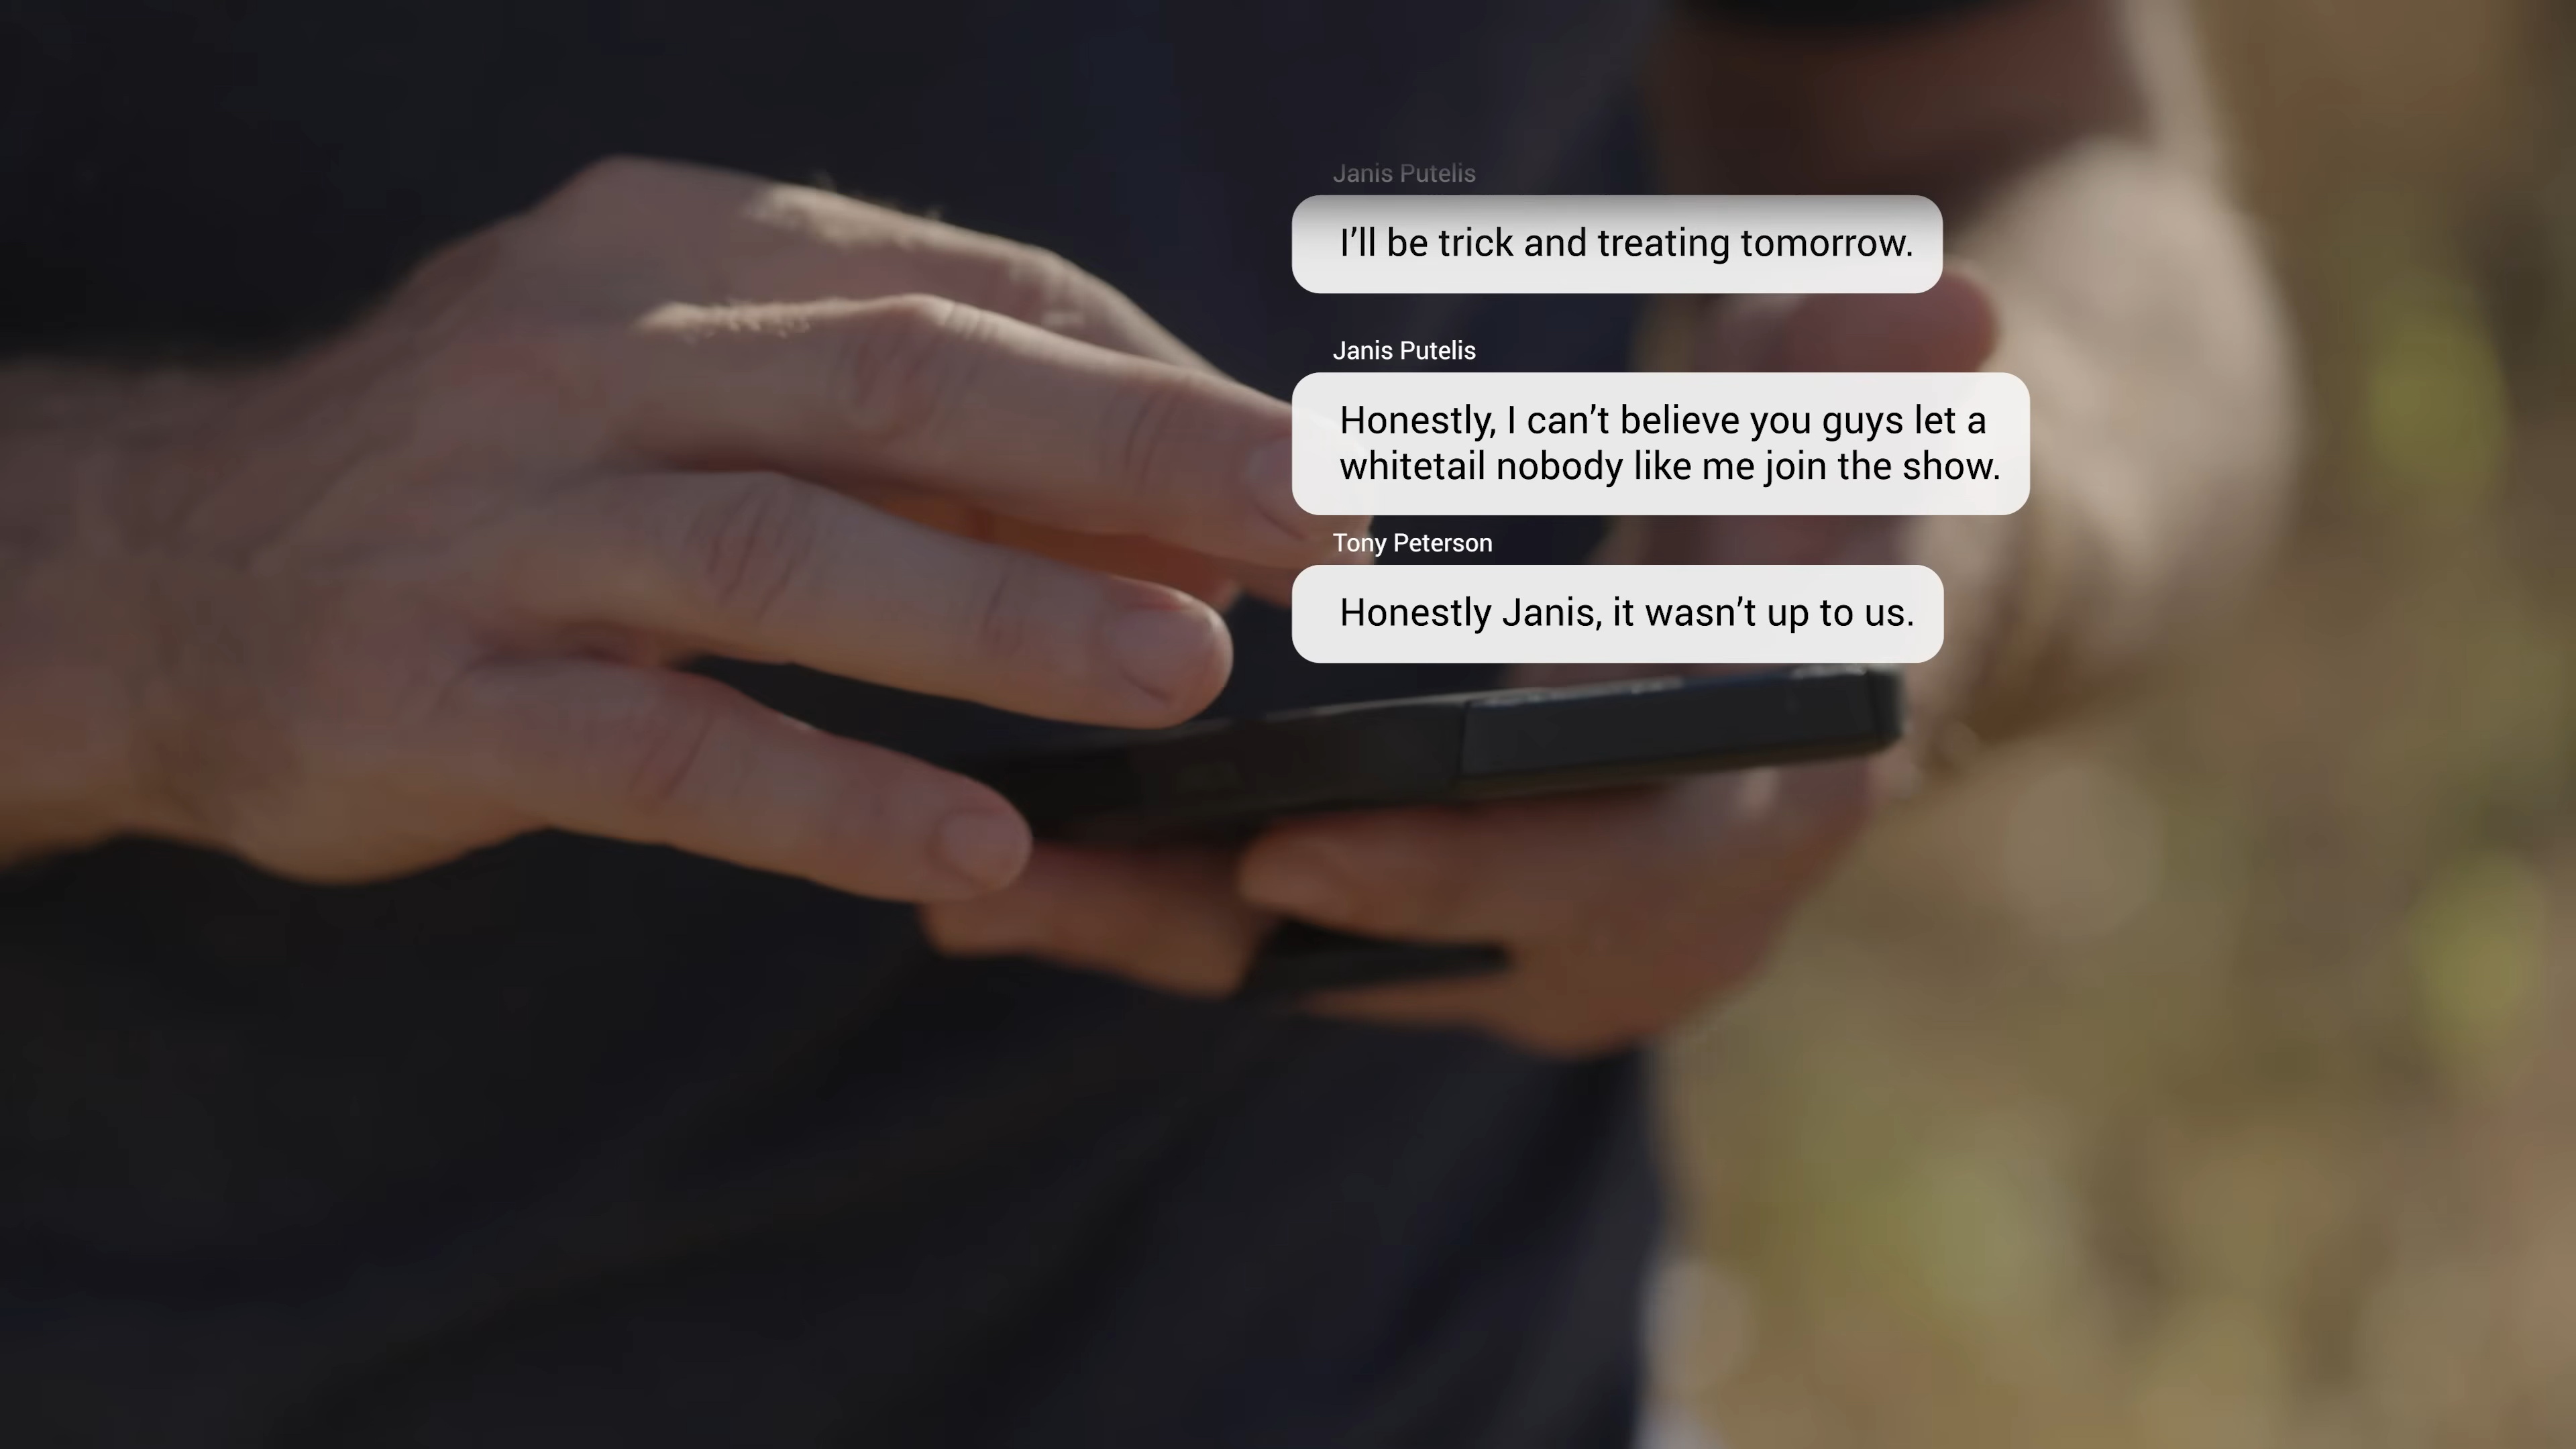 Janis Putelis
I’ll be trick and treating tomorrow.
Janis Putelis
Honestly, I can’t believe you guys let a
whitetail nobody like me join the show.
Tony Peterson
Honestly Janis, it wasn’t up to us.